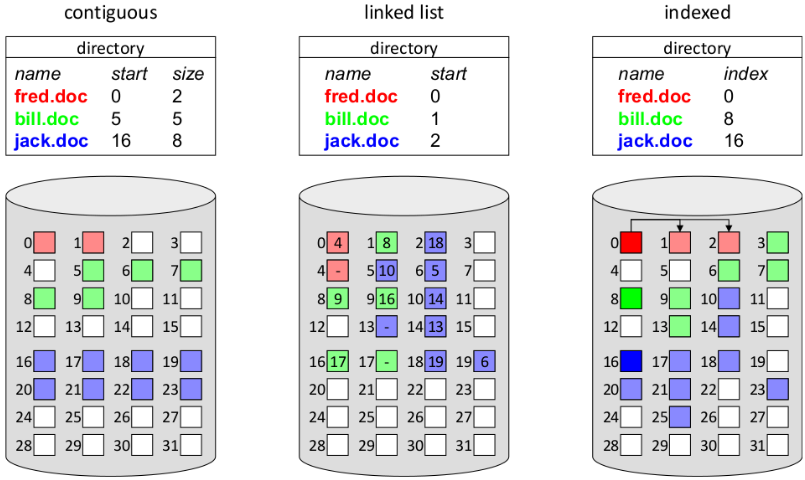 contiguous
directory
name start size
fred.doc 0 2
bill.doc 5 5
jack.doc 16 8
0 1 2 3
4 5 6 7
8 9 10 11
12 13 14 15
16 17 18 19
20 21 22 23
24 25 26 27
28 29 30 31
linked list
directory
name start
fred.doc 0
bill.doc 1
jack.doc 2
0 4 1 8 2 18 3
4 - 5 10 6 5 7
8 9 9 16 10 14 11
12 13 - 14 13 15
16 17 17 - 18 19 19 6
20 21 22 23
24 25 26 27
28 29 30 31
indexed
directory
name index
fred.doc 0
bill.doc 8
jack.doc 16
0 1 2 3
4 5 6 7
8 9 10 11
12 13 14 15
16 17 18 19
20 21 22 23
24 25 26 27
28 29 30 31